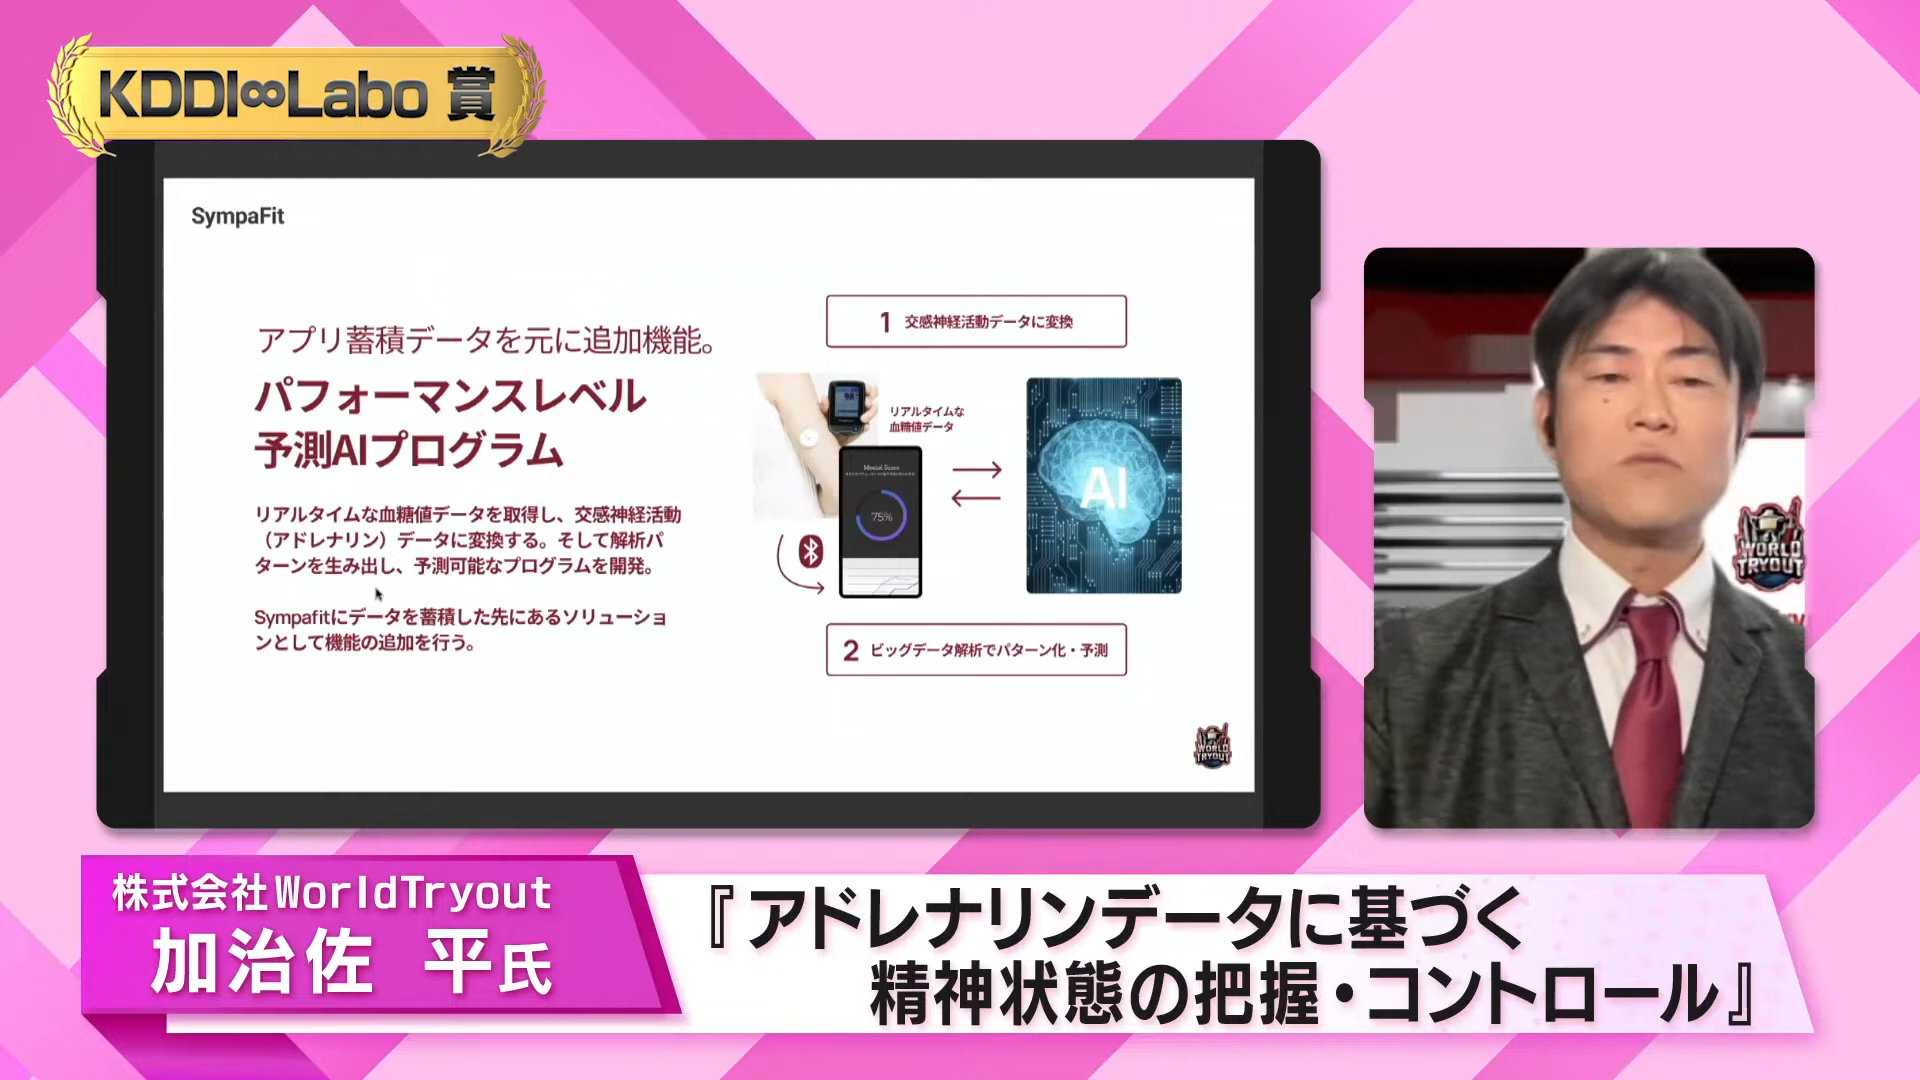 KDDI∞Labo 賞
SympaFit
アプリ蓄積データを元に追加機能。
パフォーマンスレベル
予測AIプログラム
リアルタイムな血糖値データを取得し、交感神経活動
（アドレナリン）データに変換する。そして解析パ
ターンを生み出し、予測可能なプログラムを開発。
Sympafitにデータを蓄積した先にあるソリューショ
ンとして機能の追加を行う。
1 交感神経活動データに変換
98
リアルタイムな
血糖値データ
Mental Score
75%
AI
2 ビッグデータ解析でパターン化・予測
WORLD
TRYOUT
WORLD
TRYOUT
株式会社WorldTryout
加治佐 平氏
『アドレナリンデータに基づく
精神状態の把握・コントロール』